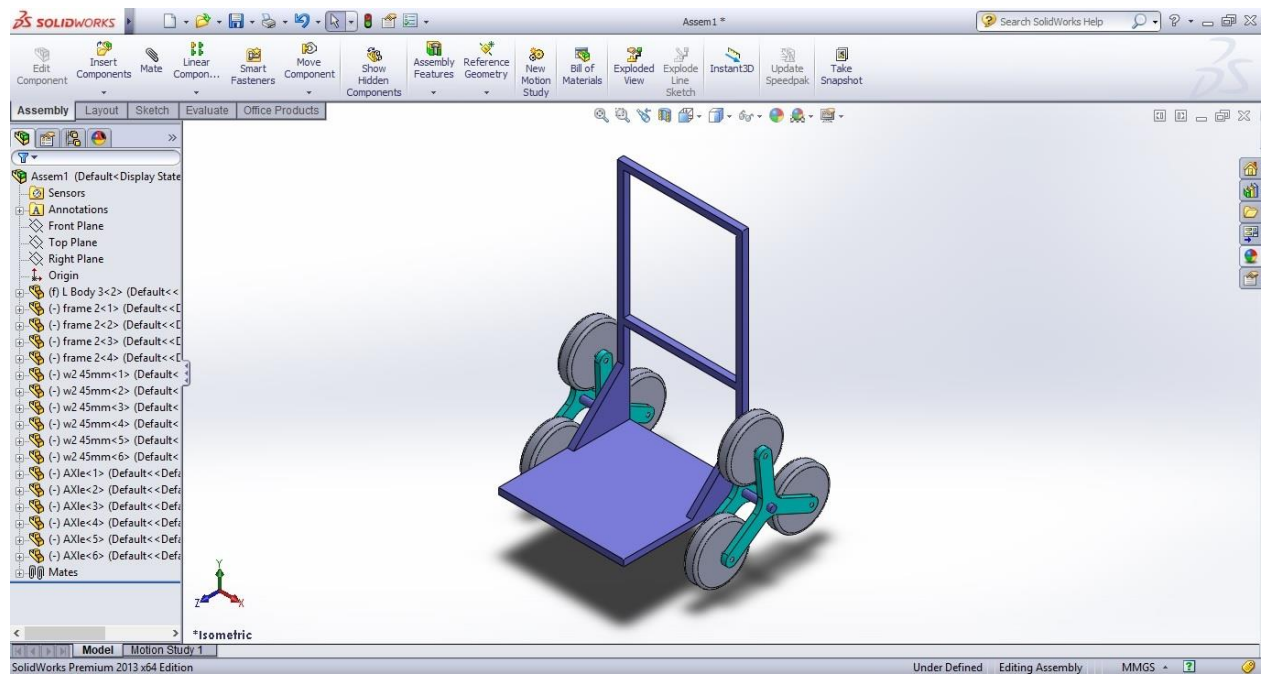 SOLIDWORKS
Assem1 *
Search SolidWorks Help
Edit Component
Insert Components
Mate
Linear Compon...
Smart Fasteners
Move Component
Show Hidden Components
Assembly Features
Reference Geometry
New Motion Study
Bill of Materials
Exploded View
Explode Line Sketch
Instant3D
Update Speedpak
Take Snapshot
Assembly Layout Sketch Evaluate Office Products
Assem1 (Default<Display State
Sensors
A Annotations
Front Plane
Top Plane
Right Plane
Origin
(f) L Body 3<2> (Default<<
(-) frame 2<1> (Default<<D
(-) frame 2<2> (Default<<D
(-) frame 2<3> (Default<<D
(-) frame 2<4> (Default<<D
(-) w2 45mm<1> (Default<
(-) w2 45mm<2> (Default<
(-) w2 45mm<3> (Default<
(-) w2 45mm<4> (Default<
(-) w2 45mm<5> (Default<
(-) w2 45mm<6> (Default<
(-) AXle<1> (Default<<Defa
(-) AXle<2> (Default<<Defa
(-) AXle<3> (Default<<Defa
(-) AXle<4> (Default<<Defa
(-) AXle<5> (Default<<Defa
(-) AXle<6> (Default<<Defa
Mates
Y
Z X
*Isometric
Model Motion Study 1
SolidWorks Premium 2013 x64 Edition Under Defined Editing Assembly MMGS